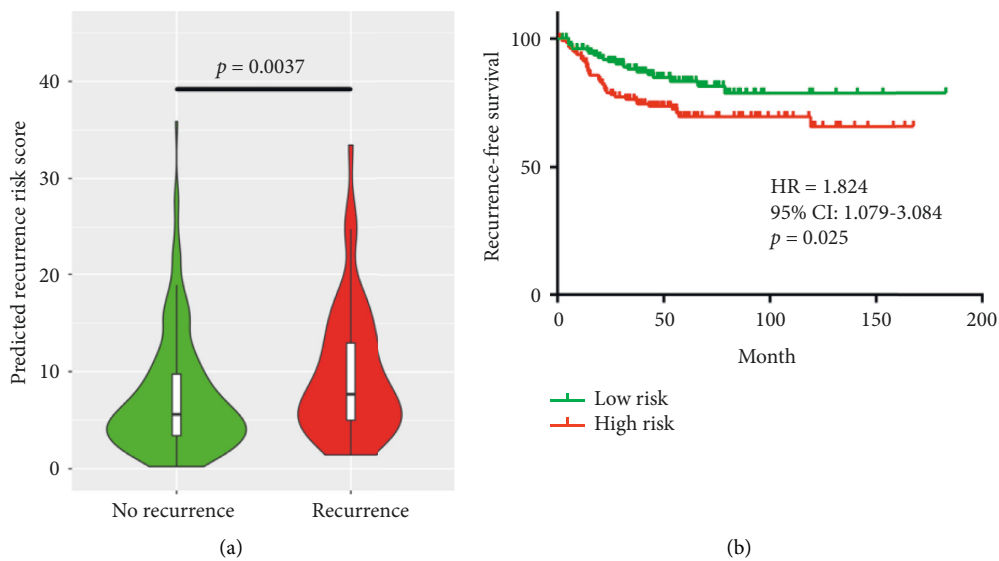 Predicted recurrence risk score
40
30
20
10
0
p = 0.0037
No recurrence
Recurrence
(a)
Recurrence-free survival
100
50
0
HR = 1.824
95% CI: 1.079-3.084
p = 0.025
0
50
100
150
200
Month
Low risk
High risk
(b)